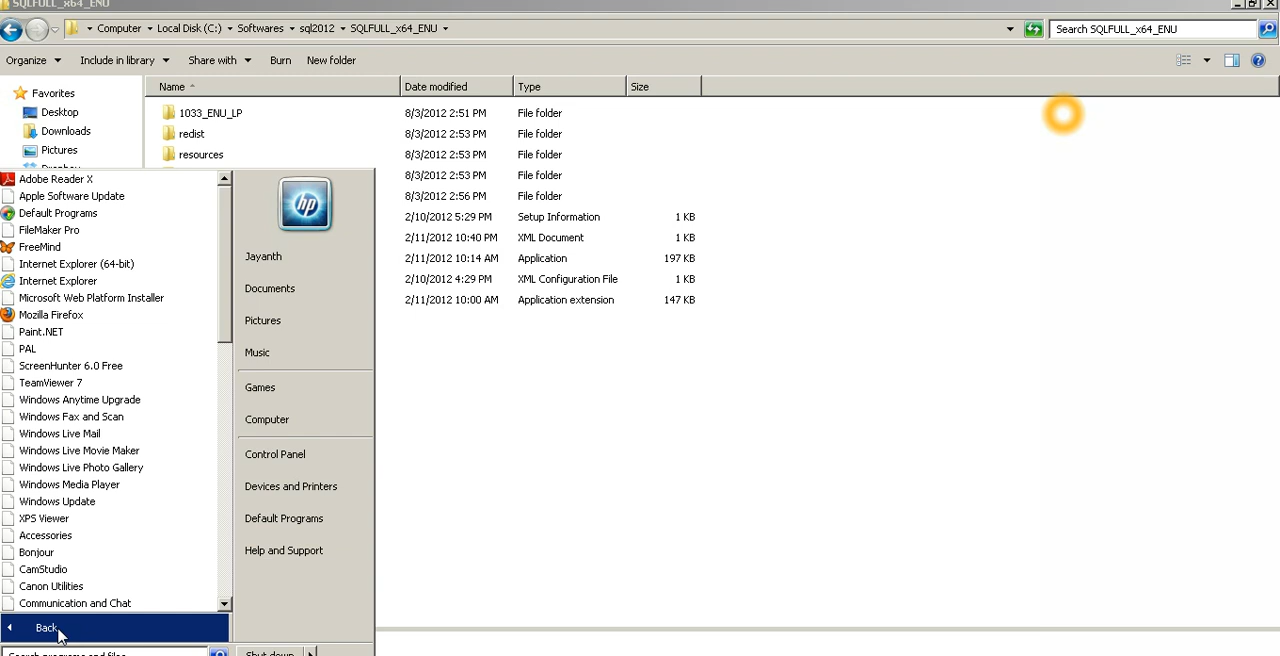 SQLFULL_x64_ENU
Computer Local Disk (C:) Softwares sql2012 SQLFULL_x64_ENU
Search SQLFULL_x64_ENU
Organize Include in library Share with Burn New folder
Name Date modified Type Size
Favorites
Desktop
Downloads
Pictures
Dropbox
1033_ENU_LP 8/3/2012 2:51 PM File folder
redist 8/3/2012 2:53 PM File folder
resources 8/3/2012 2:53 PM File folder
8/3/2012 2:53 PM File folder
8/3/2012 2:56 PM File folder
2/10/2012 5:29 PM Setup Information 1 KB
2/11/2012 10:40 PM XML Document 1 KB
2/11/2012 10:14 AM Application 197 KB
2/10/2012 4:29 PM XML Configuration File 1 KB
2/11/2012 10:00 AM Application extension 147 KB
Adobe Reader X
Apple Software Update
Default Programs
FileMaker Pro
FreeMind
Internet Explorer (64-bit)
Internet Explorer
Microsoft Web Platform Installer
Mozilla Firefox
Paint.NET
PAL
ScreenHunter 6.0 Free
TeamViewer 7
Windows Anytime Upgrade
Windows Fax and Scan
Windows Live Mail
Windows Live Movie Maker
Windows Live Photo Gallery
Windows Media Player
Windows Update
XPS Viewer
Accessories
Bonjour
CamStudio
Canon Utilities
Communication and Chat
Back
Search programs and files
hp
Jayanth
Documents
Pictures
Music
Games
Computer
Control Panel
Devices and Printers
Default Programs
Help and Support
Shut down